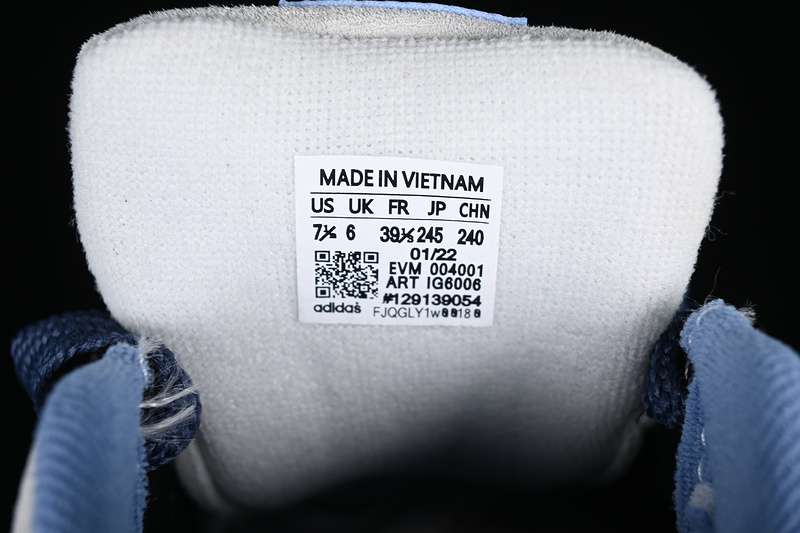 MADE IN VIETNAM
US UK FR JP CHN
7½ 6 39⅓ 245 240
01/22
EVM 004001
ART IG6006
#129139054
adidas